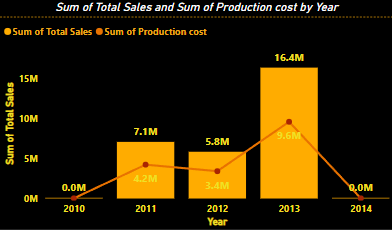 Sum of Total Sales and Sum of Production cost by Year
Sum of Total Sales Sum of Production cost
16.4M
15M
10M
9.6M
7.1M
5.8M
5M
4.2M
3.4M
0.0M 0.0M
0M
2010 2011 2012 2013 2014
Year
Sum of Total Sales